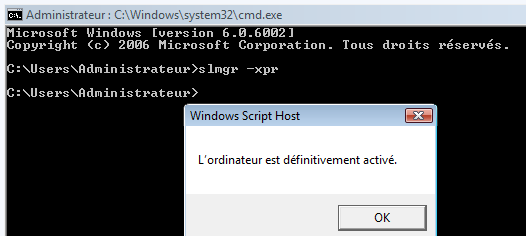 Administrateur : C:\Windows\system32\cmd.exe
Microsoft Windows [version 6.0.6002]
Copyright (c) 2006 Microsoft Corporation. Tous droits réservés.
C:\Users\Administrateur>slmgr -xpr
C:\Users\Administrateur>
Windows Script Host
L'ordinateur est définitivement activé.
OK